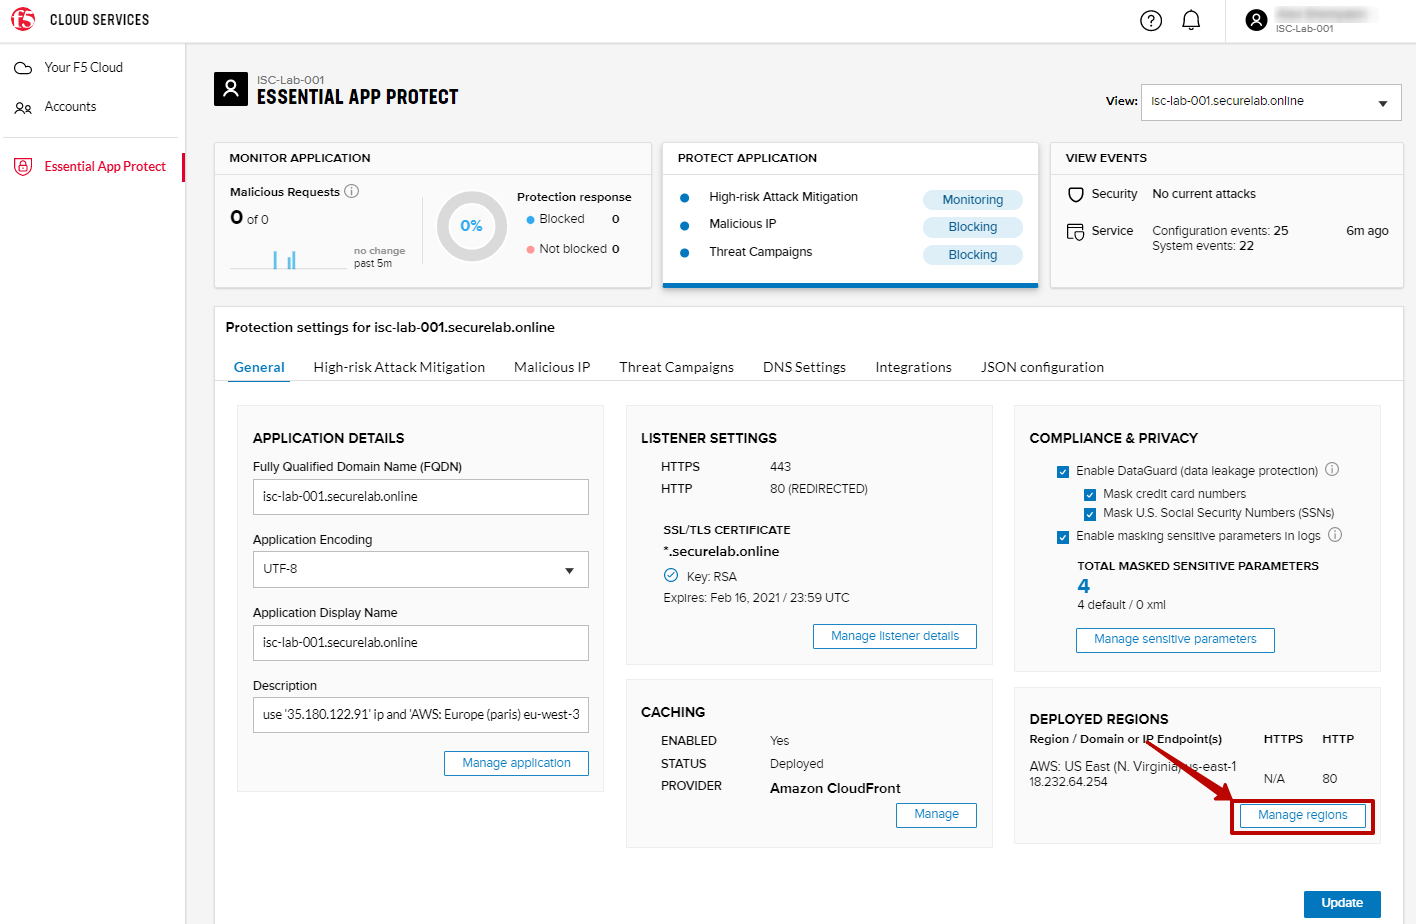 CLOUD SERVICES
ISC-Lab-001
Your F5 Cloud
Accounts
Essential App Protect
ISC-Lab-001
ESSENTIAL APP PROTECT
View: isc-lab-001.securelab.online
MONITOR APPLICATION
Malicious Requests
0 of 0
no change
past 5m
0%
Protection response
Blocked 0
Not blocked 0
PROTECT APPLICATION
High-risk Attack Mitigation Monitoring
Malicious IP Blocking
Threat Campaigns Blocking
VIEW EVENTS
Security No current attacks
Service Configuration events: 25 6m ago
System events: 22
Protection settings for isc-lab-001.securelab.online
General High-risk Attack Mitigation Malicious IP Threat Campaigns DNS Settings Integrations JSON configuration
APPLICATION DETAILS
Fully Qualified Domain Name (FQDN)
isc-lab-001.securelab.online
Application Encoding
UTF-8
Application Display Name
isc-lab-001.securelab.online
Description
use '35.180.122.91' ip and 'AWS: Europe (paris) eu-west-3
Manage application
LISTENER SETTINGS
HTTPS 443
HTTP 80 (REDIRECTED)
SSL/TLS CERTIFICATE
*.securelab.online
Key: RSA
Expires: Feb 16, 2021 / 23:59 UTC
Manage listener details
CACHING
ENABLED Yes
STATUS Deployed
PROVIDER Amazon CloudFront
Manage
COMPLIANCE & PRIVACY
Enable DataGuard (data leakage protection)
Mask credit card numbers
Mask U.S. Social Security Numbers (SSNs)
Enable masking sensitive parameters in logs
TOTAL MASKED SENSITIVE PARAMETERS
4
4 default / 0 xml
Manage sensitive parameters
DEPLOYED REGIONS
Region / Domain or IP Endpoint(s) HTTPS HTTP
AWS: US East (N. Virginia) us-east-1
18.232.64.254 N/A 80
Manage regions
Update